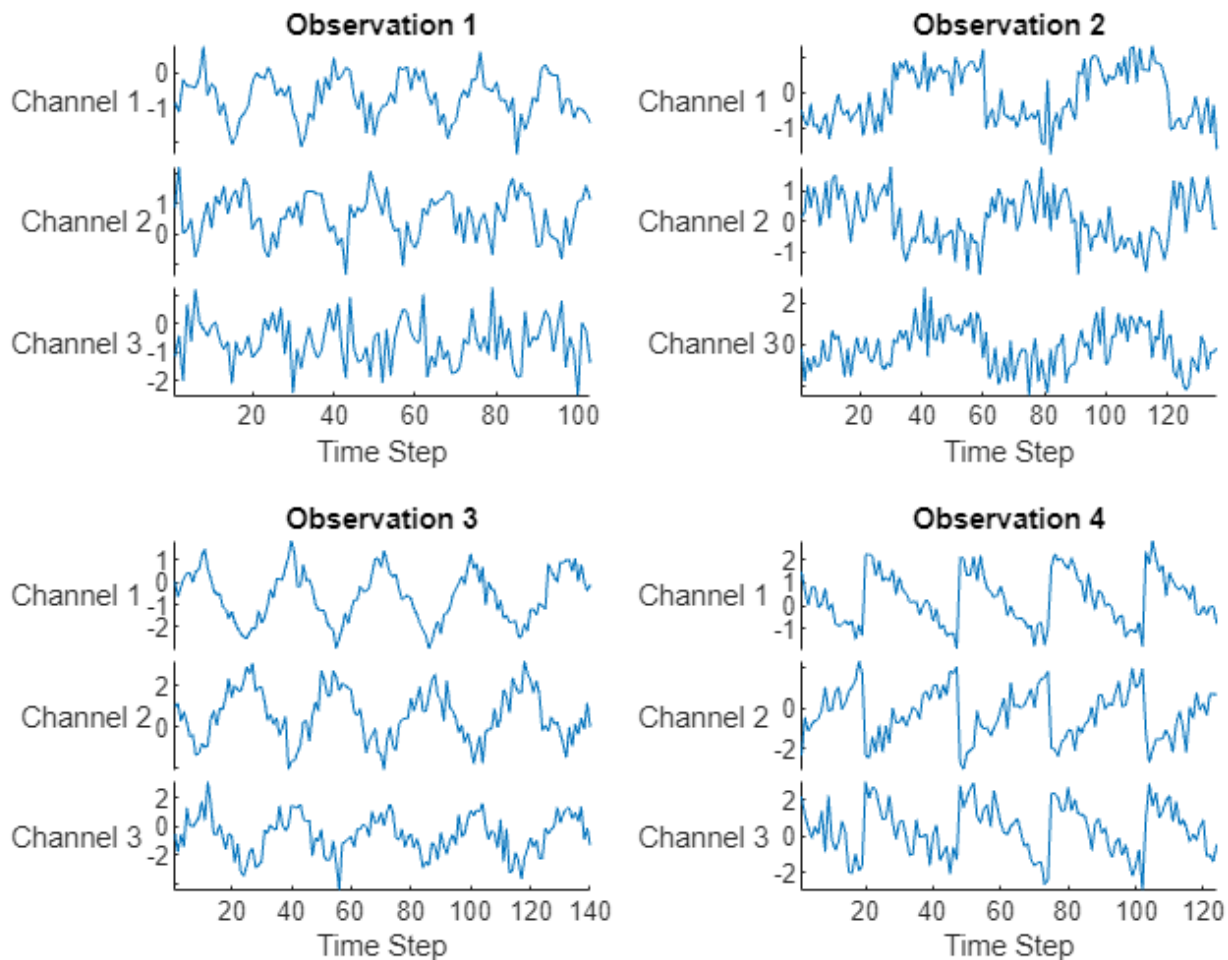 Observation 1
0
-1
Channel 1
1
0
Channel 2
0
-1
-2
Channel 3
20 40 60 80 100
Time Step
Observation 2
0
-1
Channel 1
1
0
-1
Channel 2
2
0
Channel 3
20 40 60 80 100 120
Time Step
Observation 3
1
0
-1
-2
Channel 1
2
0
Channel 2
2
0
-2
Channel 3
20 40 60 80 100 120 140
Time Step
Observation 4
2
1
0
-1
Channel 1
0
-2
Channel 2
2
0
-2
Channel 3
20 40 60 80 100 120
Time Step